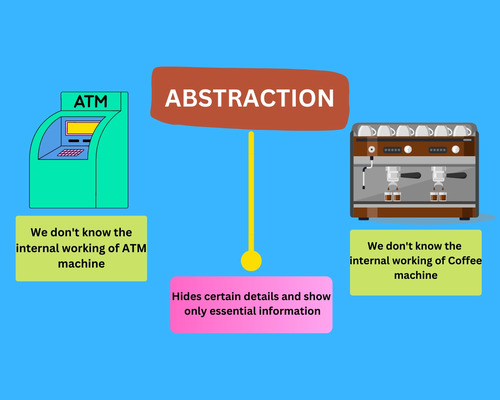 ABSTRACTION
ATM
We don't know the
internal working of ATM
machine
We don't know the
internal working of Coffee
machine
Hides certain details and show
only essential information